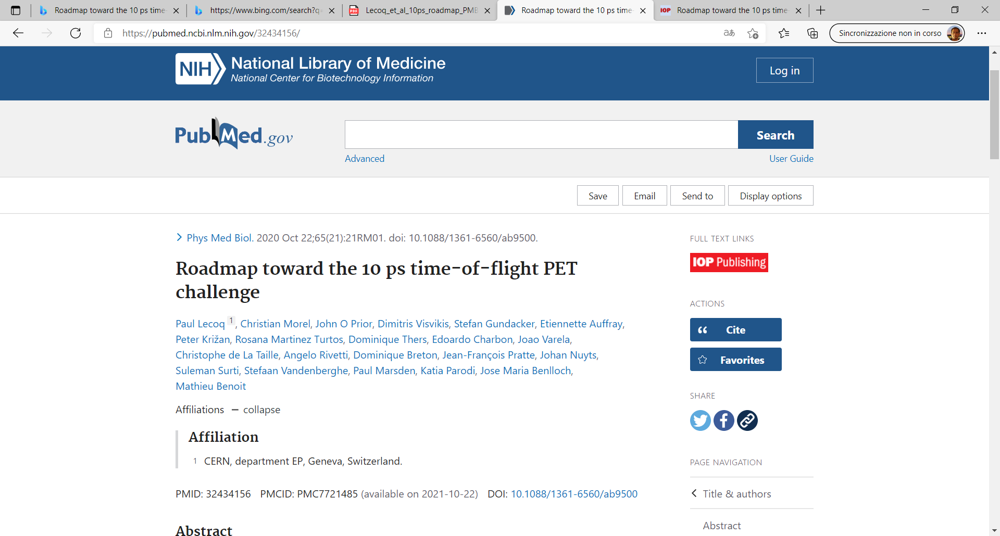 Roadmap toward the 10 ps time-
https://www.bing.com/search?q=
PDF
Lecoq_et_al_10ps_roadmap_PMB
Roadmap toward the 10 ps time-
IOP
Roadmap toward the 10 ps time-
https://pubmed.ncbi.nlm.nih.gov/32434156/
aあ
Sincronizzazione non in corso
NIH National Library of Medicine
National Center for Biotechnology Information
Log in
PubMed.gov
Search
Advanced
User Guide
Save
Email
Send to
Display options
Phys Med Biol. 2020 Oct 22;65(21):21RM01. doi: 10.1088/1361-6560/ab9500.
Roadmap toward the 10 ps time-of-flight PET
challenge
Paul Lecoq 1, Christian Morel, John O Prior, Dimitris Visvikis, Stefan Gundacker, Etiennette Auffray,
Peter Križan, Rosana Martinez Turtos, Dominique Thers, Edoardo Charbon, Joao Varela,
Christophe de La Taille, Angelo Rivetti, Dominique Breton, Jean-François Pratte, Johan Nuyts,
Suleman Surti, Stefaan Vandenberghe, Paul Marsden, Katia Parodi, Jose Maria Benlloch,
Mathieu Benoit
Affiliations — collapse
Affiliation
1 CERN, department EP, Geneva, Switzerland.
PMID: 32434156 PMCID: PMC7721485 (available on 2021-10-22) DOI: 10.1088/1361-6560/ab9500
Abstract
FULL TEXT LINKS
IOP Publishing
ACTIONS
Cite
Favorites
SHARE
PAGE NAVIGATION
Title & authors
Abstract